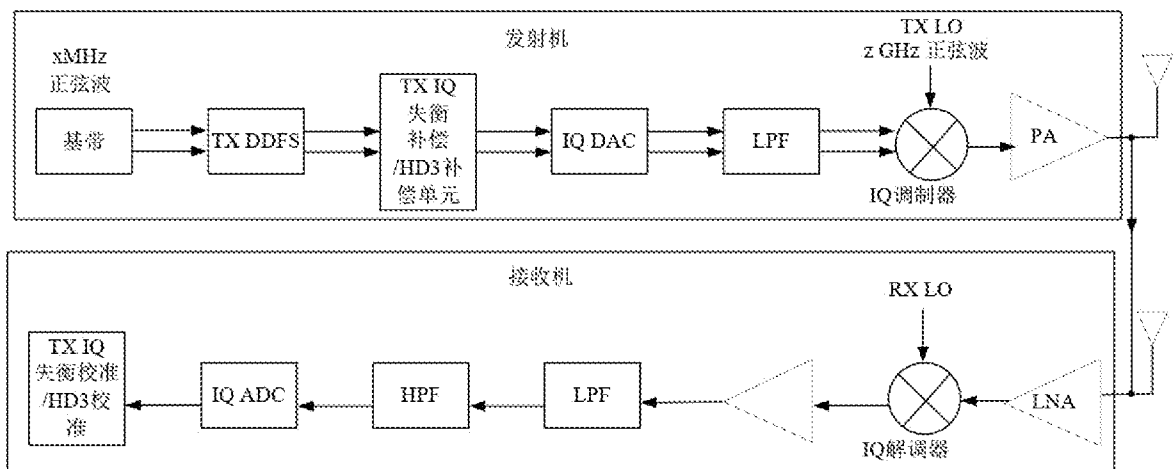 发射机
xMHz
正弦波
基带
TX DDFS
TX IQ
失衡
补偿
/HD3补
偿单元
IQ DAC
LPF
TX LO
z GHz 正弦波
IQ调制器
PA
接收机
TX IQ
失衡校准
/HD3校
准
IQ ADC
HPF
LPF
RX LO
IQ解调器
LNA